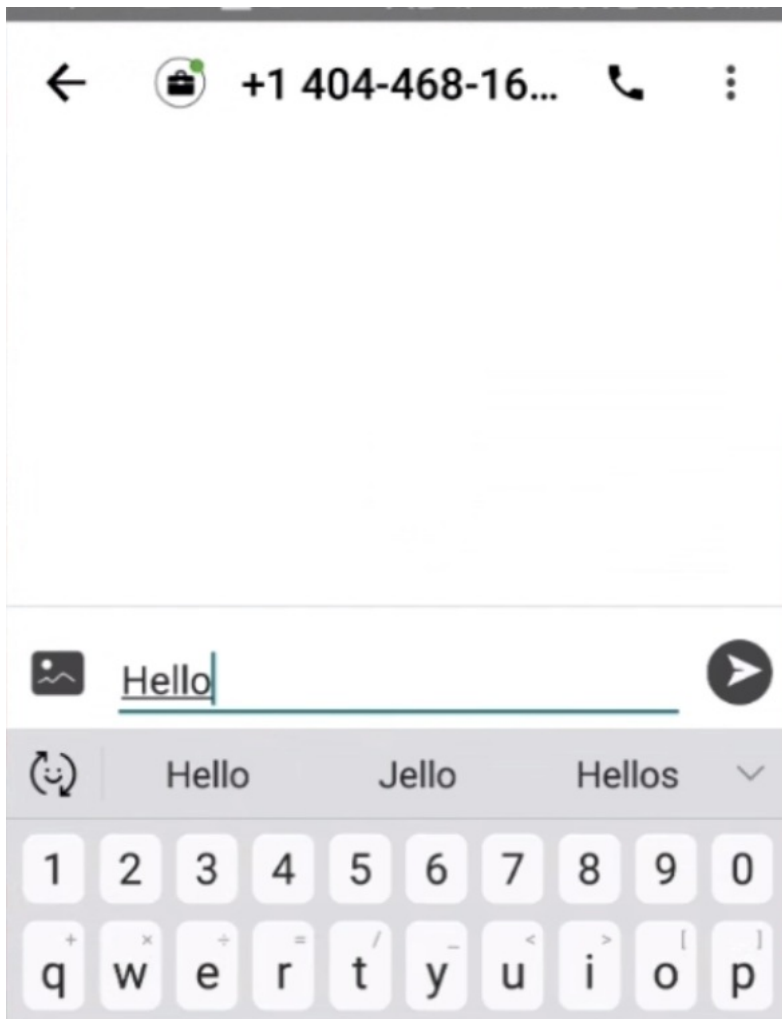 +1 404-468-16...
Hello
Hello Jello Hellos
1 2 3 4 5 6 7 8 9 0
+ × ÷ = / _ < > [ ]
q w e r t y u i o p